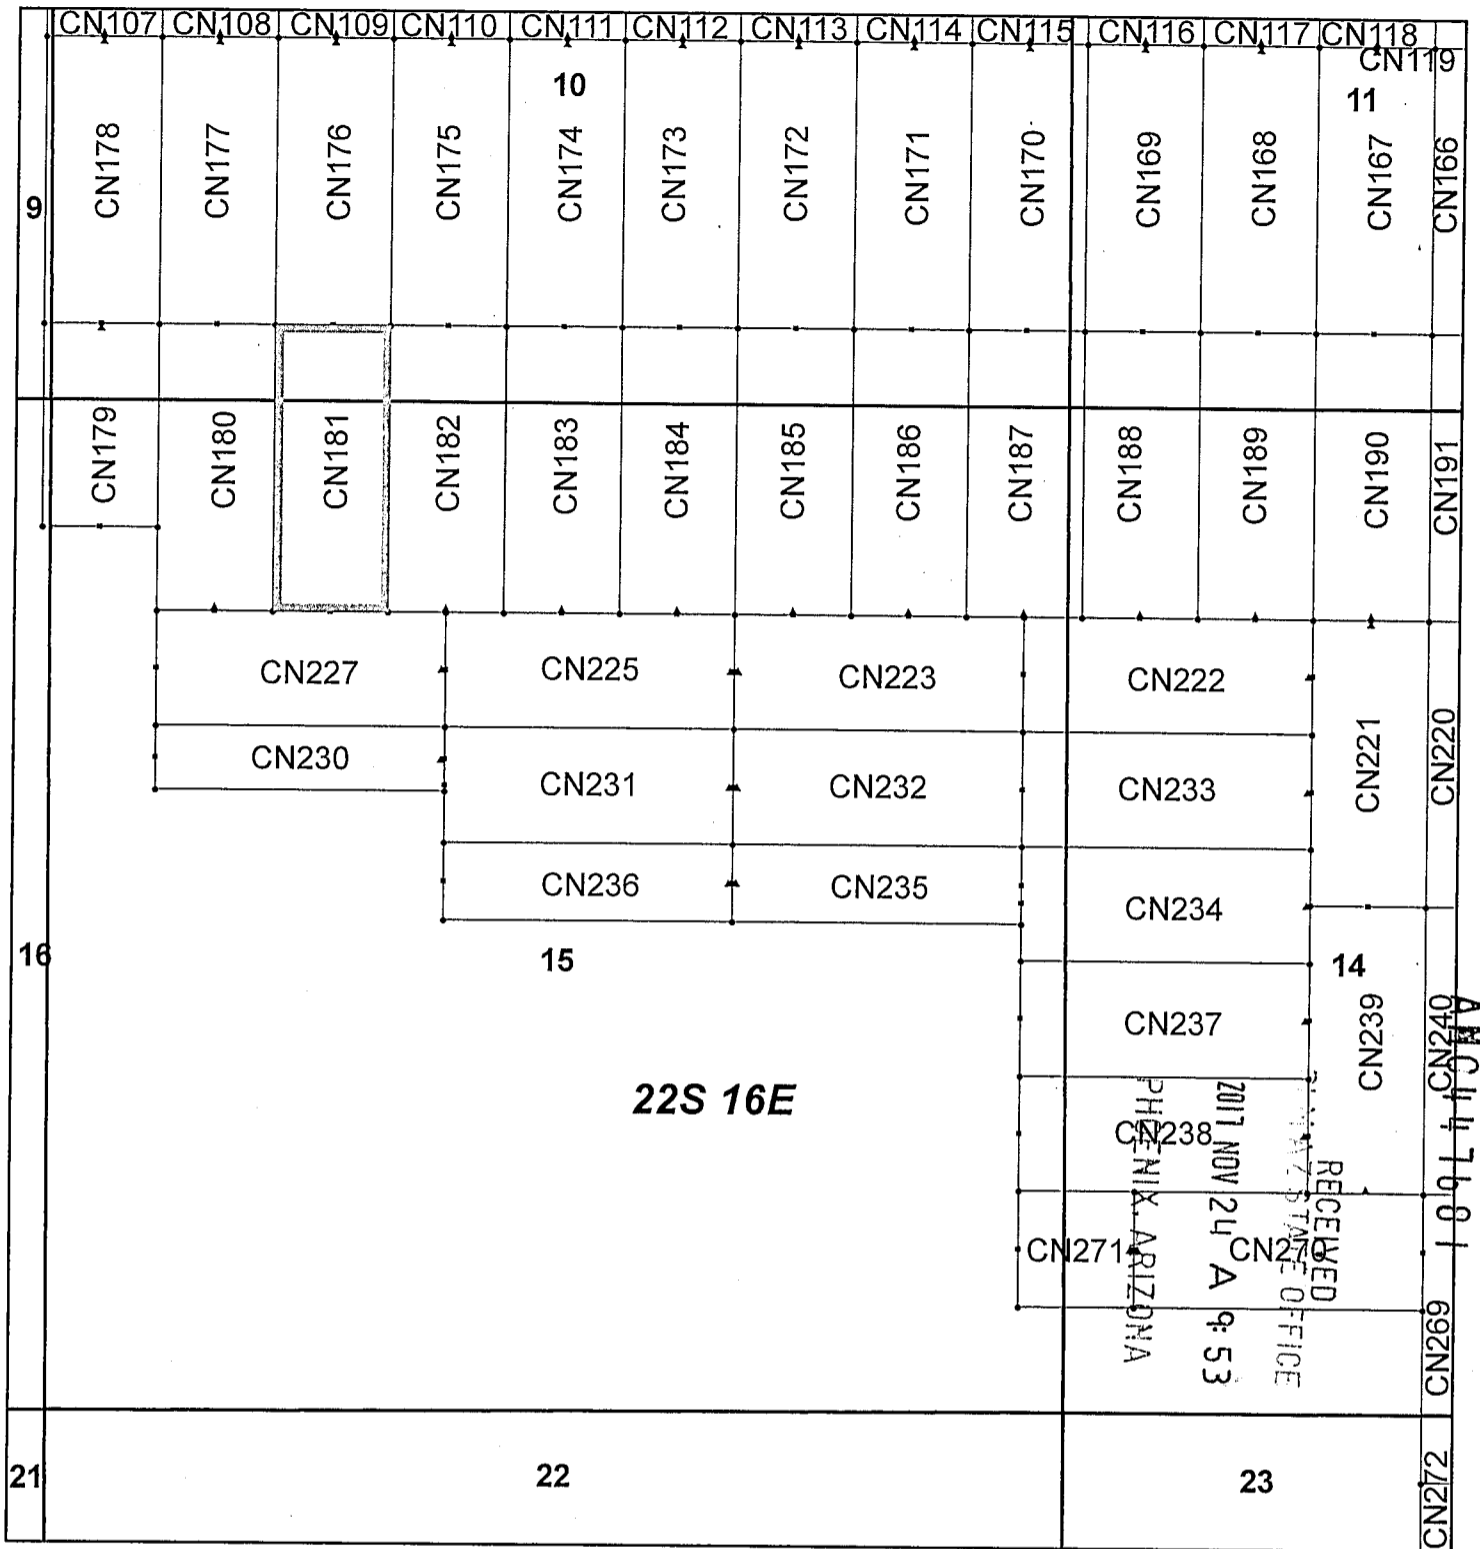 CN107 CN108 CN109 CN110 CN111 CN112 CN113 CN114 CN115 CN116 CN117 CN118
CN119
10
11
CN178 CN177 CN176 CN175 CN174 CN173 CN172 CN171 CN170 CN169 CN168 CN167 CN166
9
CN179 CN180 CN181 CN182 CN183 CN184 CN185 CN186 CN187 CN188 CN189 CN190 CN191
CN227 CN225 CN223 CN222
CN221 CN220
CN230 CN231 CN232 CN233
CN236 CN235 CN234
16
15
14
CN237
CN239 CN240
22S 16E
CN238
CN271 CN270
CN269
21
22
23
CN272
RECEIVED
STATE OFFICE
2017 NOV 24 A 9:53
PHOENIX, ARIZONA